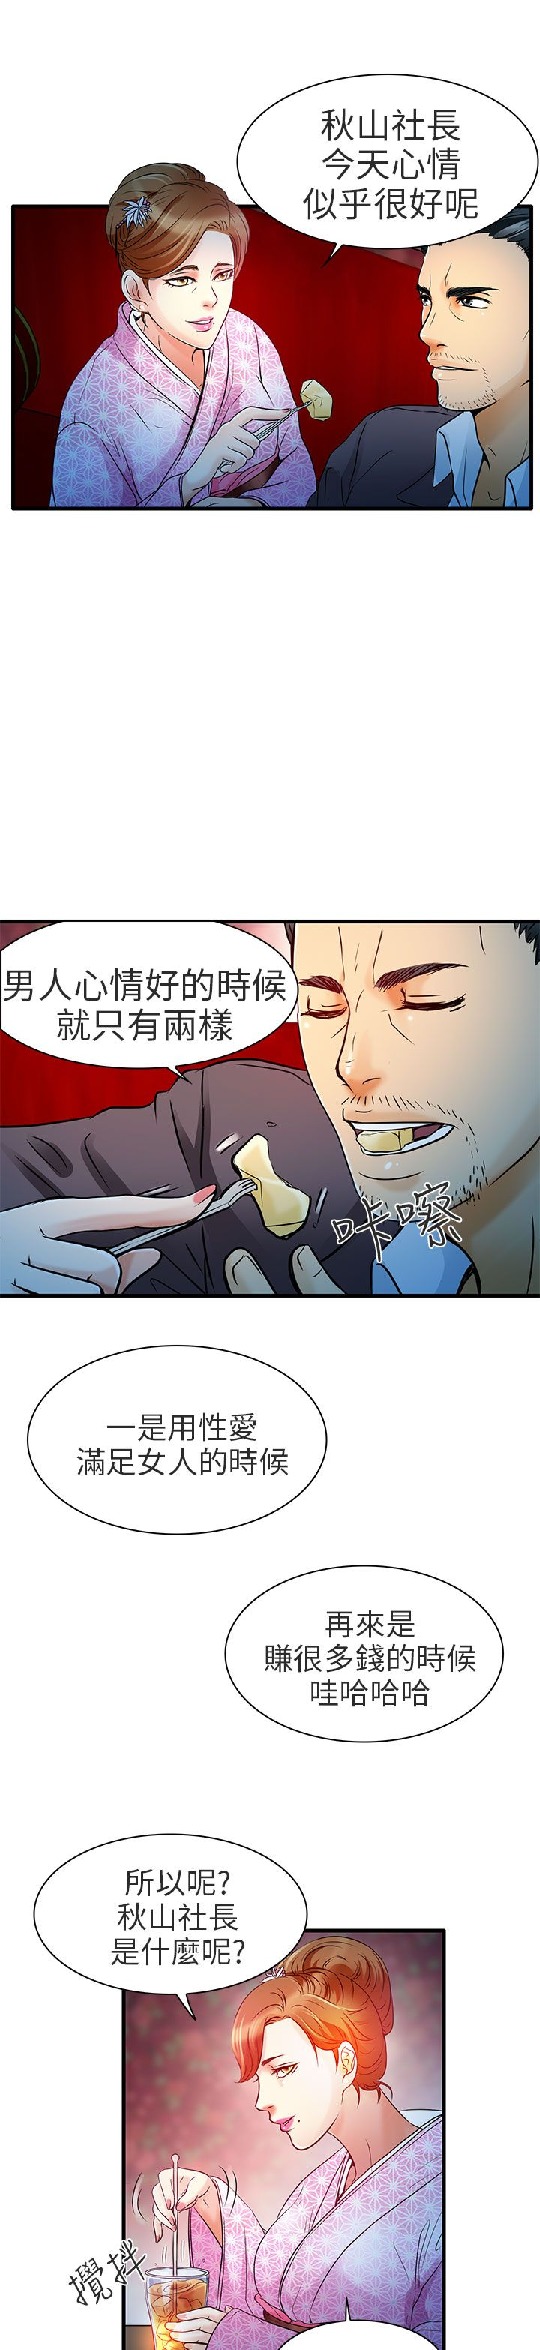 秋山社長
今天心情
似乎很好呢
男人心情好的時候
就只有兩樣
咔嚓
一是用性愛
滿足女人的時候
再來是
賺很多錢的時候
哇哈哈哈
所以呢?
秋山社長
是什麼呢?
攪拌